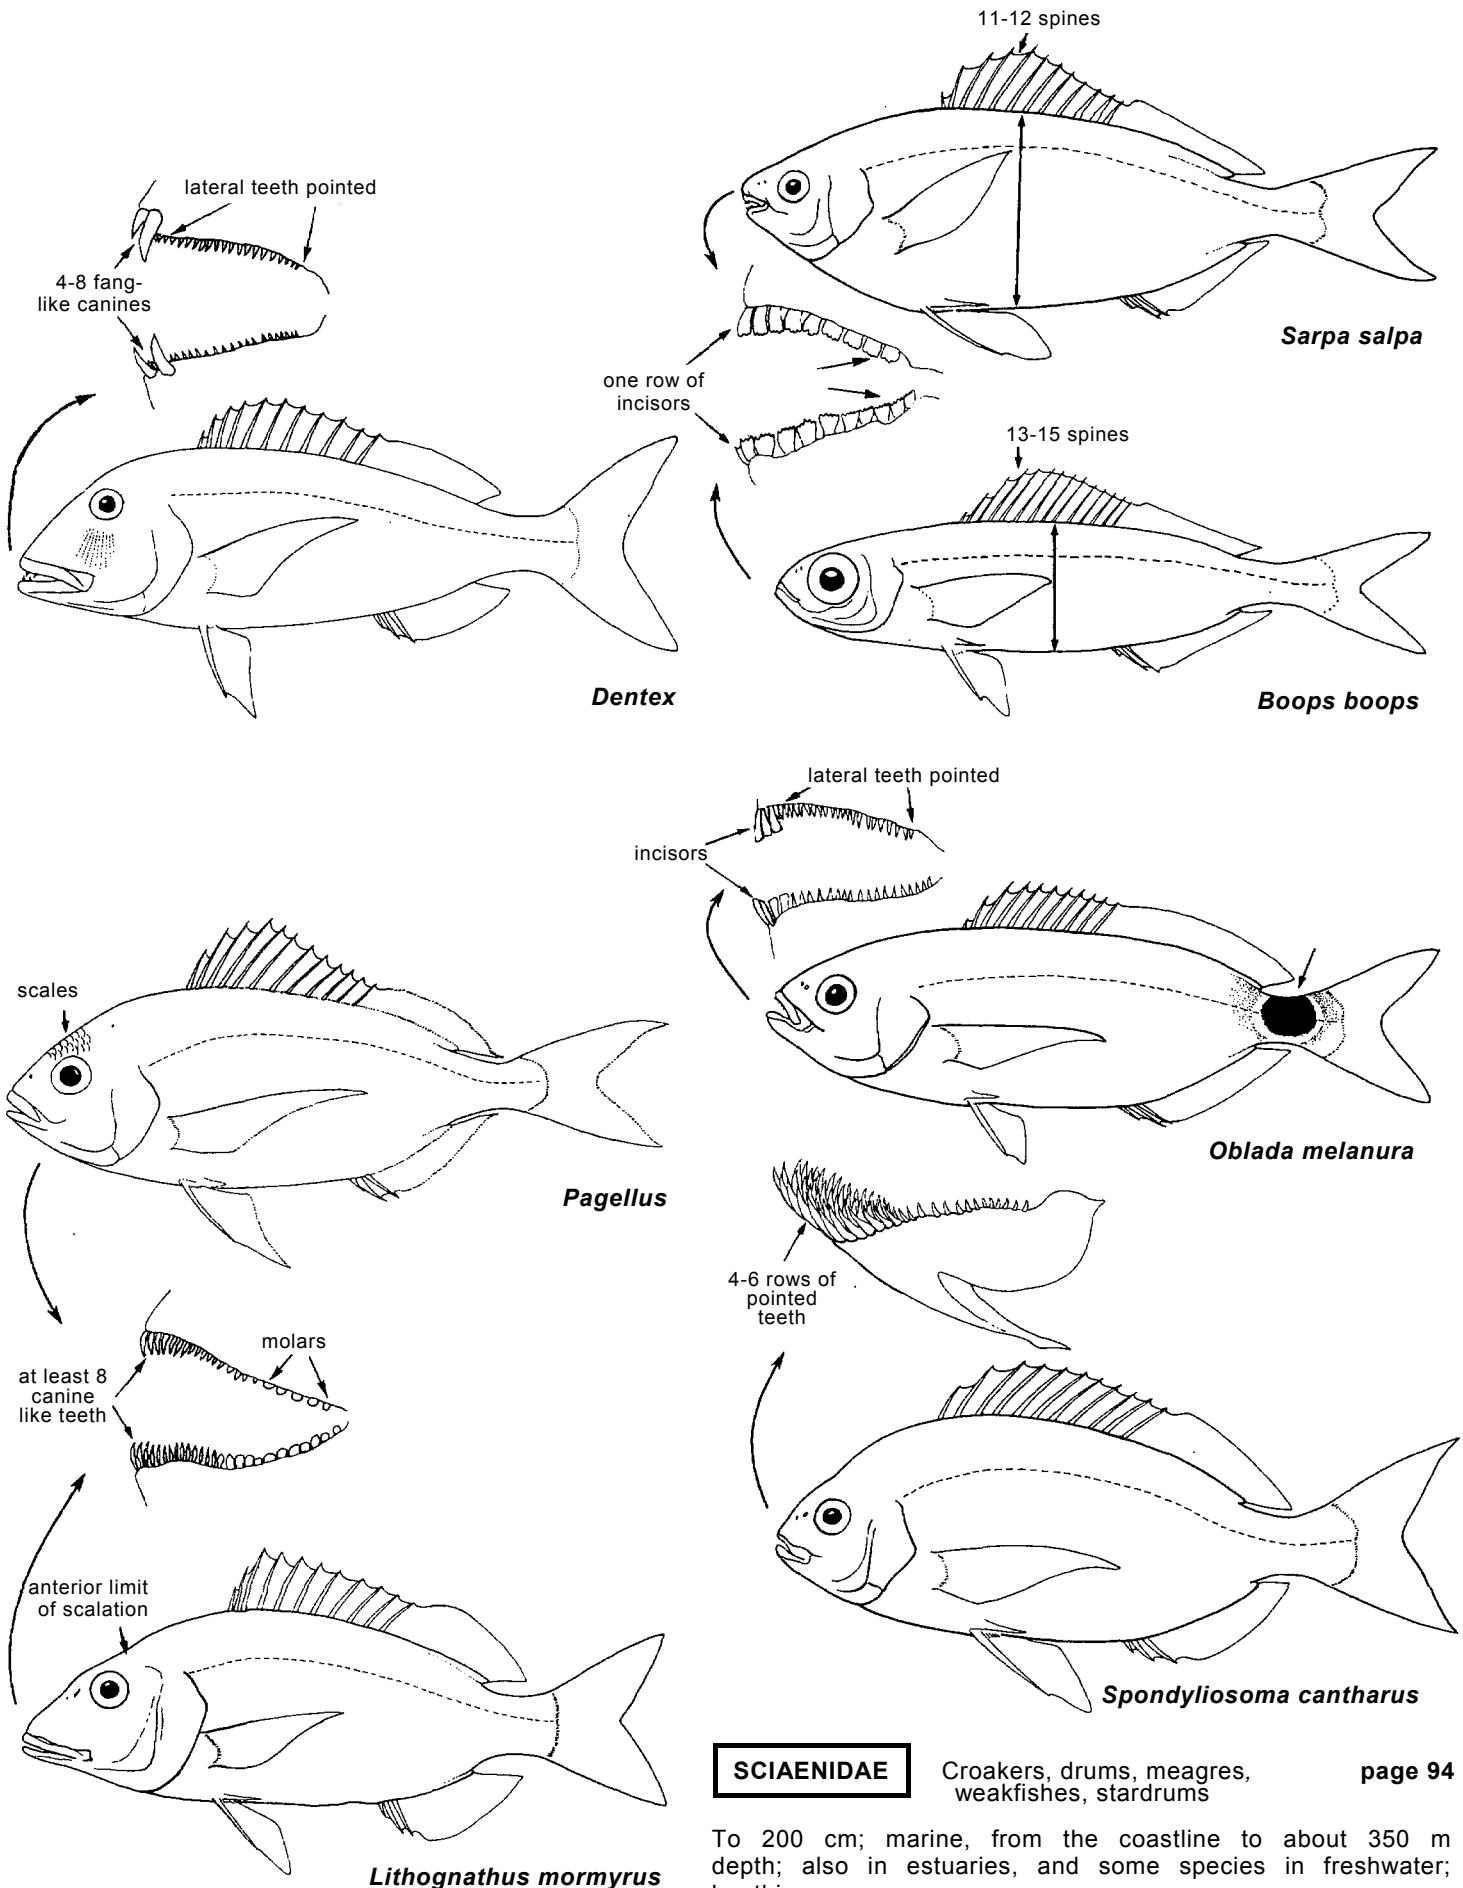 11-12 spines
lateral teeth pointed
4-8 fang-
like canines
Sarpa salpa
one row of
incisors
13-15 spines
Dentex
Boops boops
lateral teeth pointed
incisors
scales
Oblada melanura
Pagellus
4-6 rows of
pointed
teeth
molars
at least 8
canine
like teeth
anterior limit
of scalation
Spondyliosoma cantharus
Lithognathus mormyrus
SCIAENIDAE
Croakers, drums, meagres,
weakfishes, stardrums
page 94
To 200 cm; marine, from the coastline to about 350 m
depth; also in estuaries, and some species in freshwater;